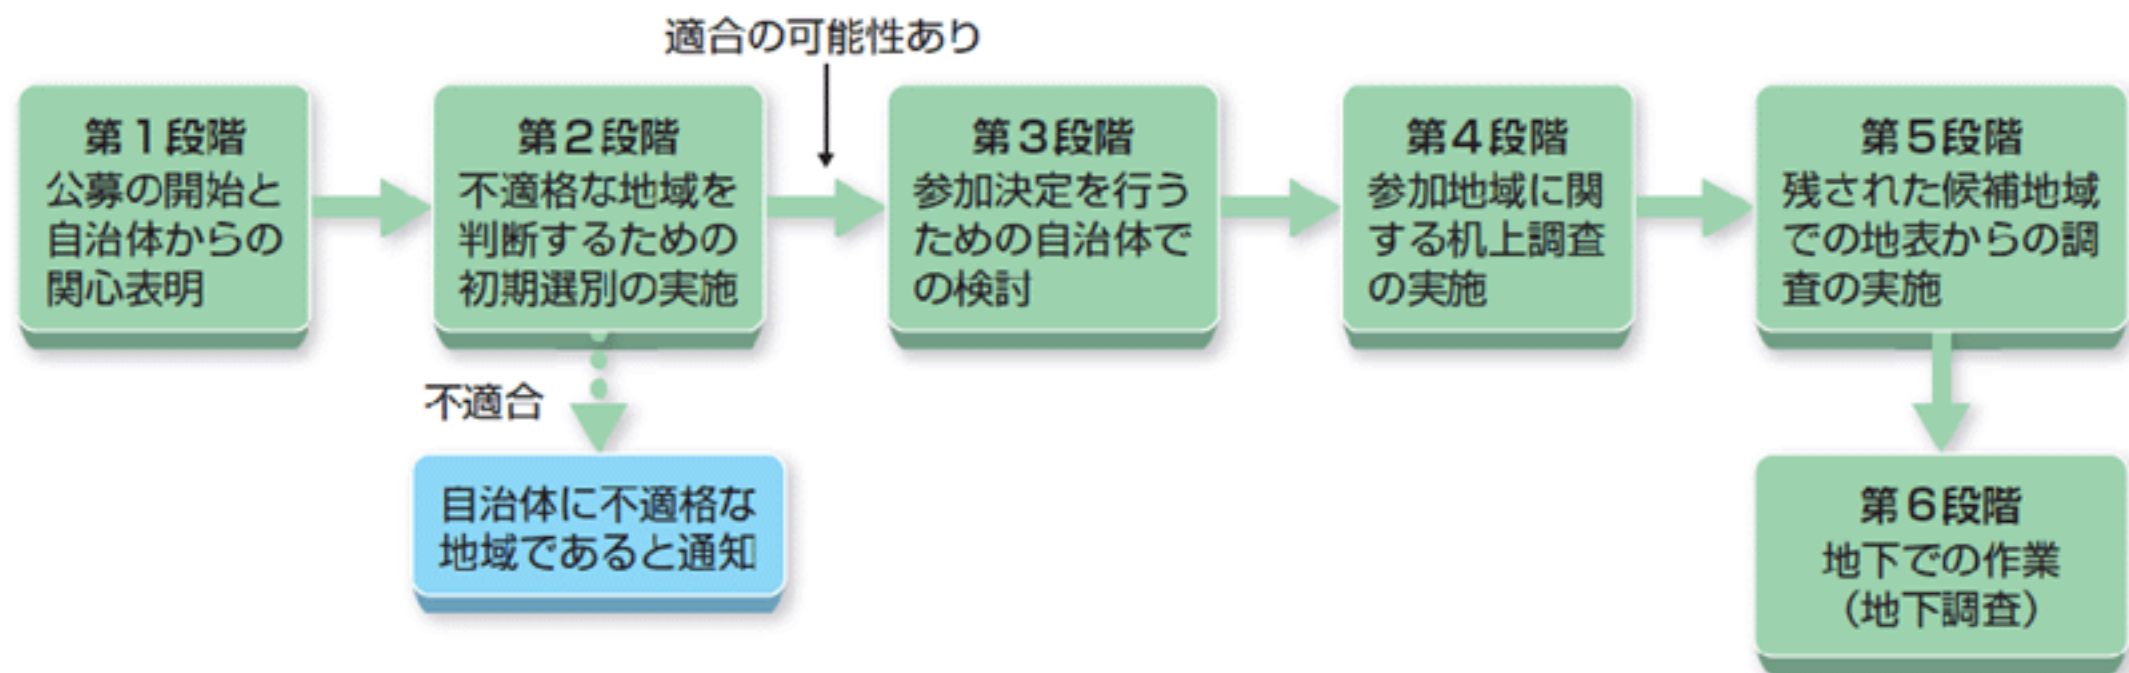 適合の可能性あり
第1段階
公募の開始と
自治体からの
関心表明
第2段階
不適格な地域を
判断するための
初期選別の実施
第3段階
参加決定を行う
ための自治体で
の検討
第4段階
参加地域に関
する机上調査
の実施
第5段階
残された候補地域
での地表からの調
査の実施
不適合
自治体に不適格な
地域であると通知
第6段階
地下での作業
（地下調査）